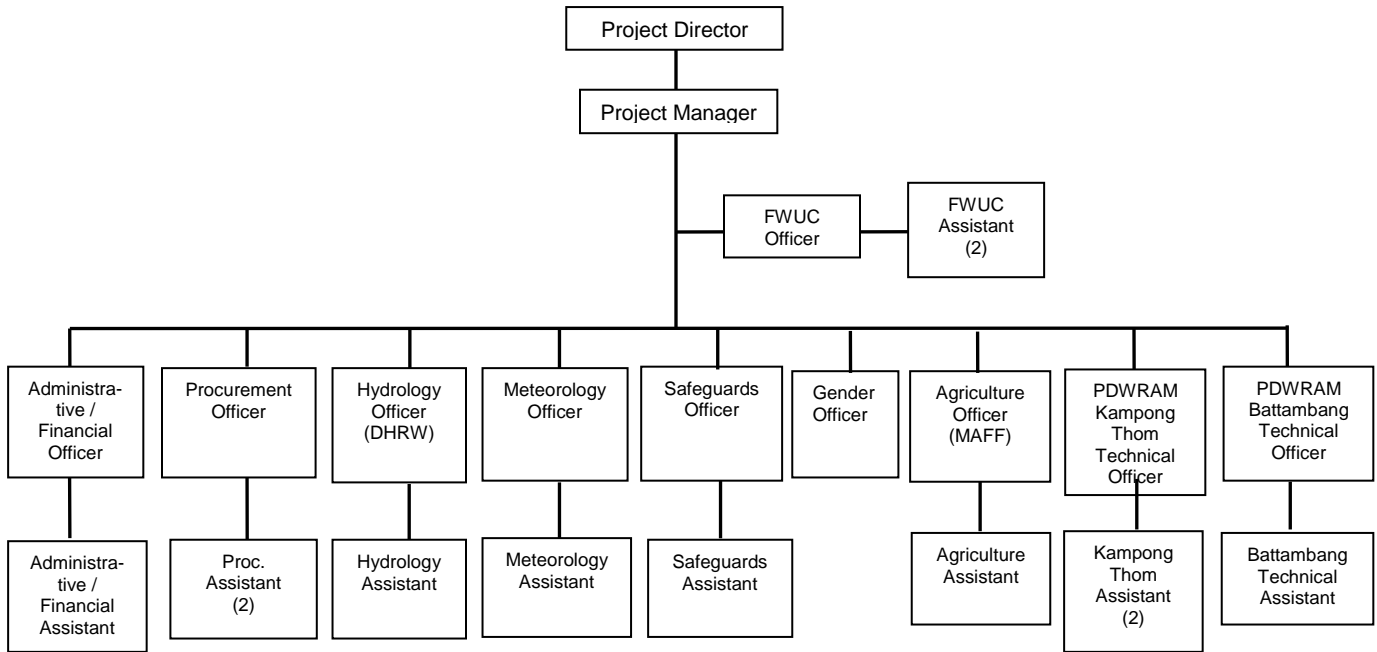 Project Director
Project Manager
FWUC
Officer
FWUC
Assistant
(2)
Administra-
tive /
Financial
Officer
Procurement
Officer
Hydrology
Officer
(DHRW)
Meteorology
Officer
Safeguards
Officer
Gender
Officer
Agriculture
Officer
(MAFF)
PDWRAM
Kampong
Thom
Technical
Officer
PDWRAM
Battambang
Technical
Officer
Administra-
tive /
Financial
Assistant
Proc.
Assistant
(2)
Hydrology
Assistant
Meteorology
Assistant
Safeguards
Assistant
Agriculture
Assistant
Kampong
Thom
Assistant
(2)
Battambang
Technical
Assistant